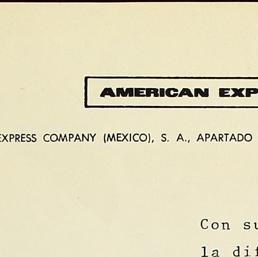 AMERICAN EXP
EXPRESS COMPANY (MEXICO), S. A., APARTADO
Con su
la dif